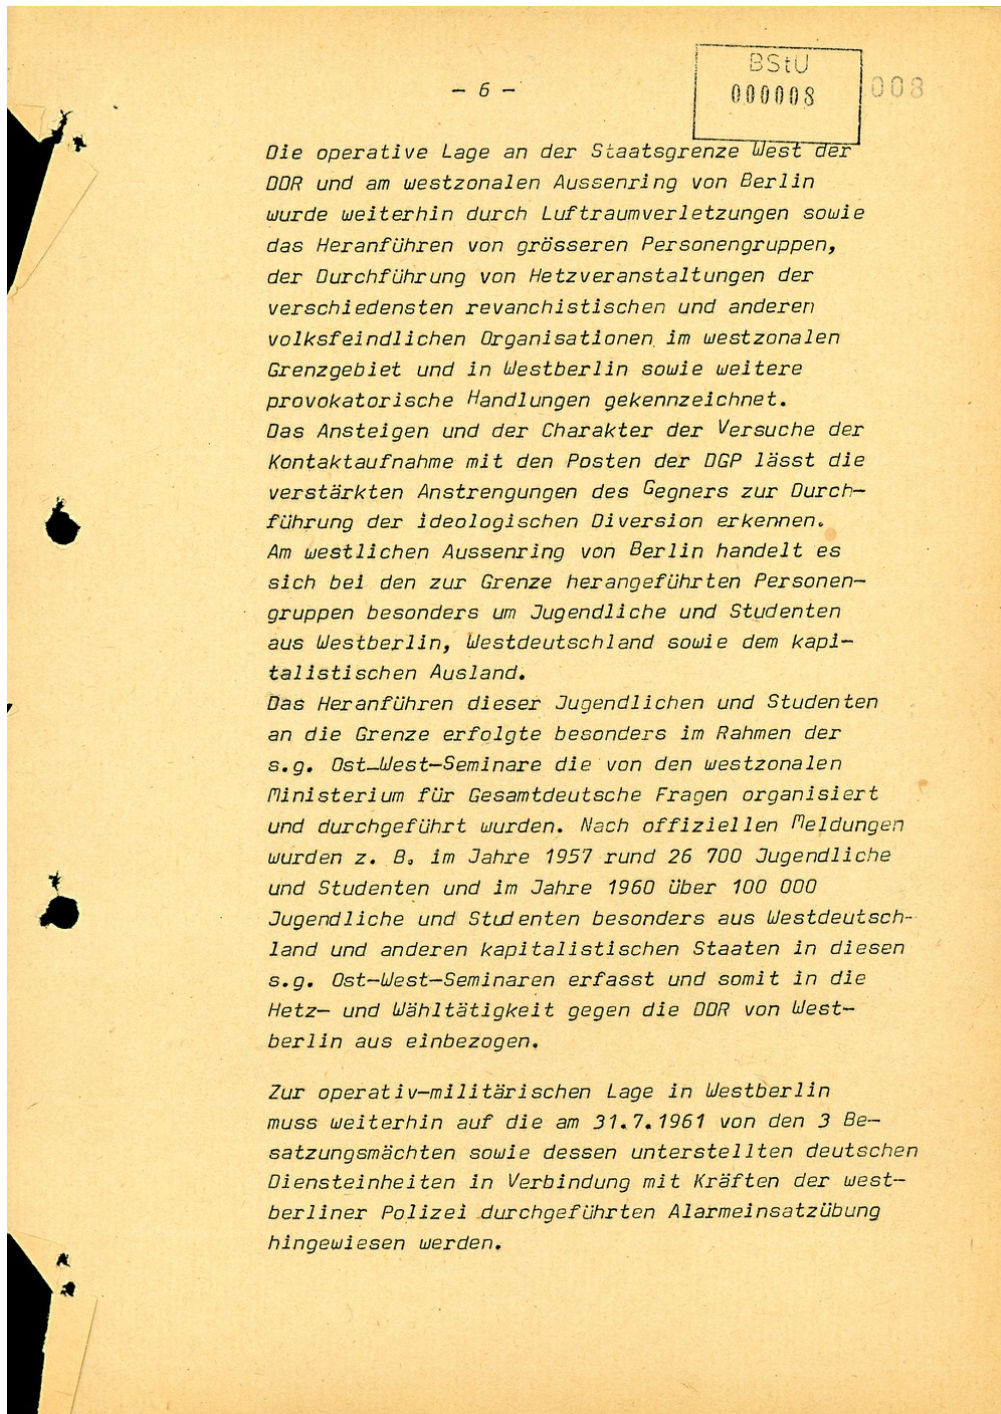 - 6 -
BStU
000008
008
Die operative Lage an der Staatsgrenze West der
DDR und am westzonalen Aussenring von Berlin
wurde weiterhin durch Luftraumverletzungen sowie
das Heranführen von grösseren Personengruppen,
der Durchführung von Hetzveranstaltungen der
verschiedensten revanchistischen und anderen
volksfeindlichen Organisationen im westzonalen
Grenzgebiet und in Westberlin sowie weitere
provokatorische Handlungen gekennzeichnet.
Das Ansteigen und der Charakter der Versuche der
Kontaktaufnahme mit den Posten der DGP lässt die
verstärkten Anstrengungen des Gegners zur Durch-
führung der ideologischen Diversion erkennen.
Am westlichen Aussenring von Berlin handelt es
sich bei den zur Grenze herangeführten Personen-
gruppen besonders um Jugendliche und Studenten
aus Westberlin, Westdeutschland sowie dem kapi-
talistischen Ausland.
Das Heranführen dieser Jugendlichen und Studenten
an die Grenze erfolgte besonders im Rahmen der
s.g. Ost-West-Seminare die von den westzonalen
Ministerium für Gesamtdeutsche Fragen organisiert
und durchgeführt wurden. Nach offiziellen Meldungen
wurden z. B. im Jahre 1957 rund 26 700 Jugendliche
und Studenten und im Jahre 1960 über 100 000
Jugendliche und Studenten besonders aus Westdeutsch-
land und anderen kapitalistischen Staaten in diesen
s.g. Ost-West-Seminaren erfasst und somit in die
Hetz- und Wähltätigkeit gegen die DDR von West-
berlin aus einbezogen.
Zur operativ-militärischen Lage in Westberlin
muss weiterhin auf die am 31.7.1961 von den 3 Be-
satzungsmächten sowie dessen unterstellten deutschen
Diensteinheiten in Verbindung mit Kräften der west-
berliner Polizei durchgeführten Alarmeinsatzübung
hingewiesen werden.